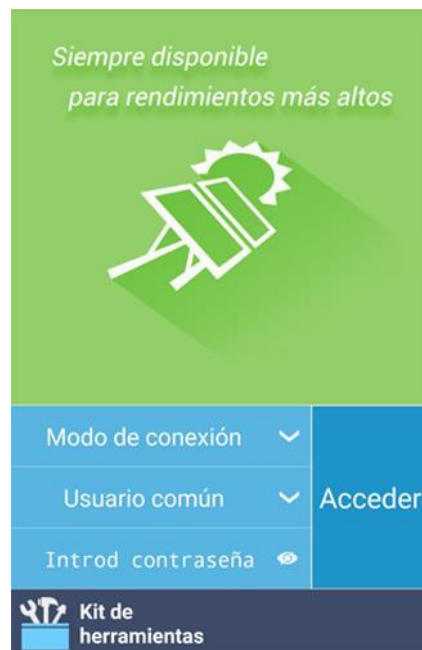 Siempre disponible
para rendimientos más altos
Modo de conexión
Usuario común
Acceder
Introd contraseña
Kit de
herramientas